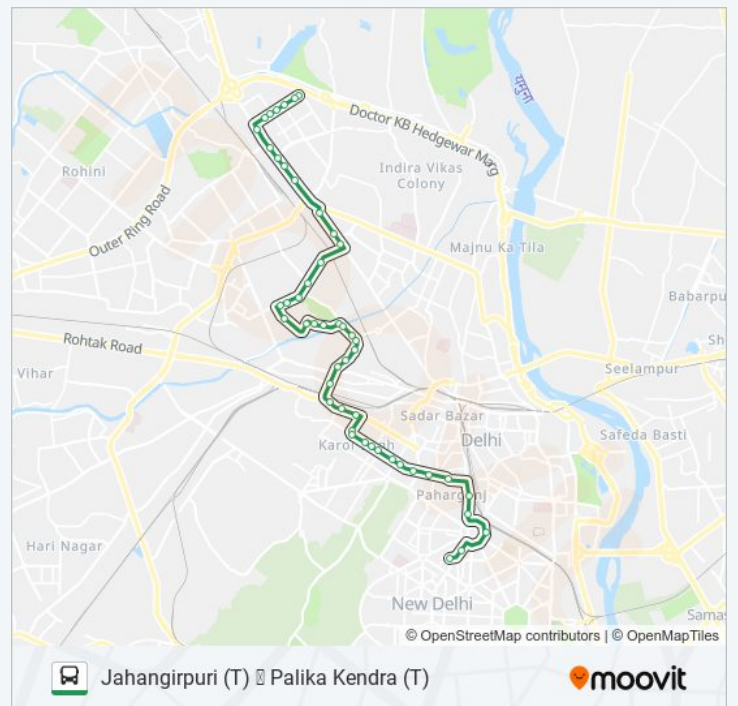 Doctor KB Hedgewar Marg
यमुना
Indira Vikas
Colony
Rohini
Outer Ring Road
Majnu Ka Tila
Babarpu
Rohtak Road
Sh
Vihar
Seelampur
Sadar Bazar
Safeda Basti
Delhi
Paharganj
Hari Nagar
New Delhi
Samas
© OpenStreetMap contributors | © OpenMapTiles
Jahangirpuri (T) Palika Kendra (T)
moovit